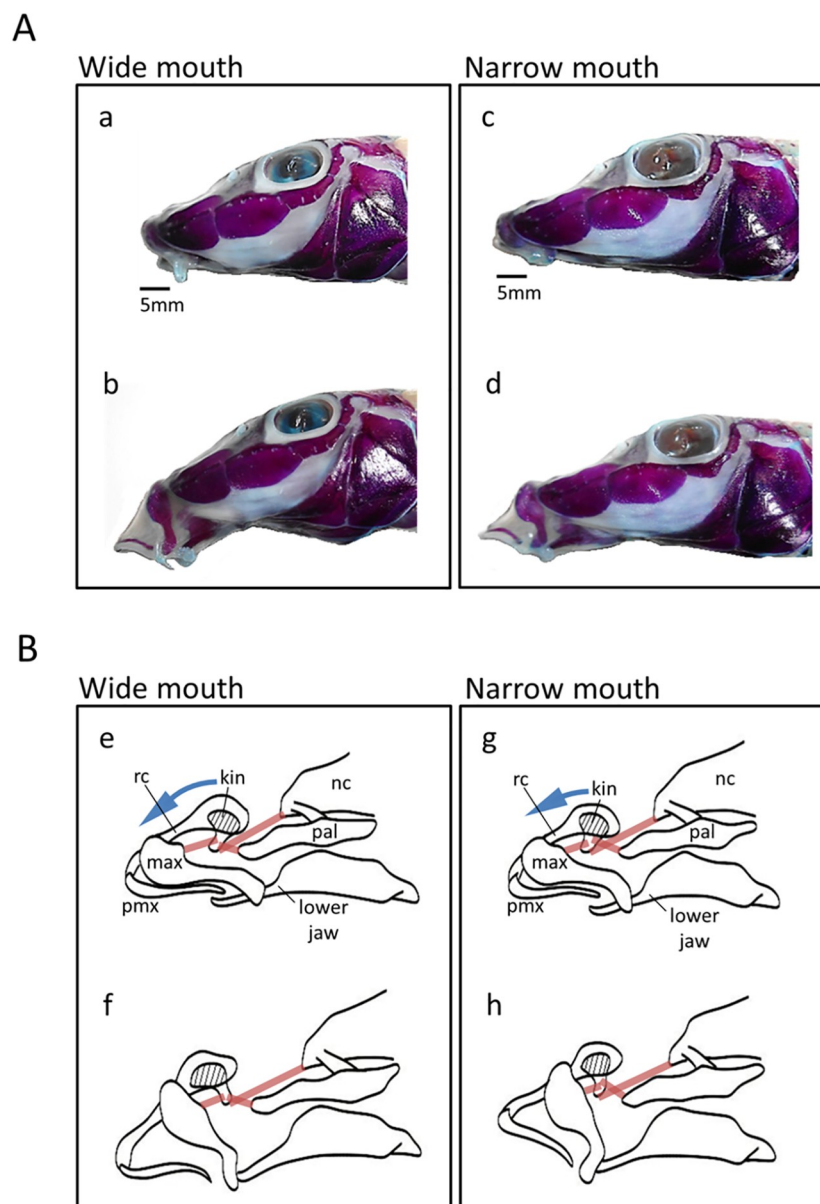 A
Wide mouth
Narrow mouth
a
c
5mm
5mm
b
d
B
Wide mouth
Narrow mouth
e
g
rc
kin
nc
pal
max
pmx
lower
jaw
rc
kin
nc
pal
max
pmx
lower
jaw
f
h